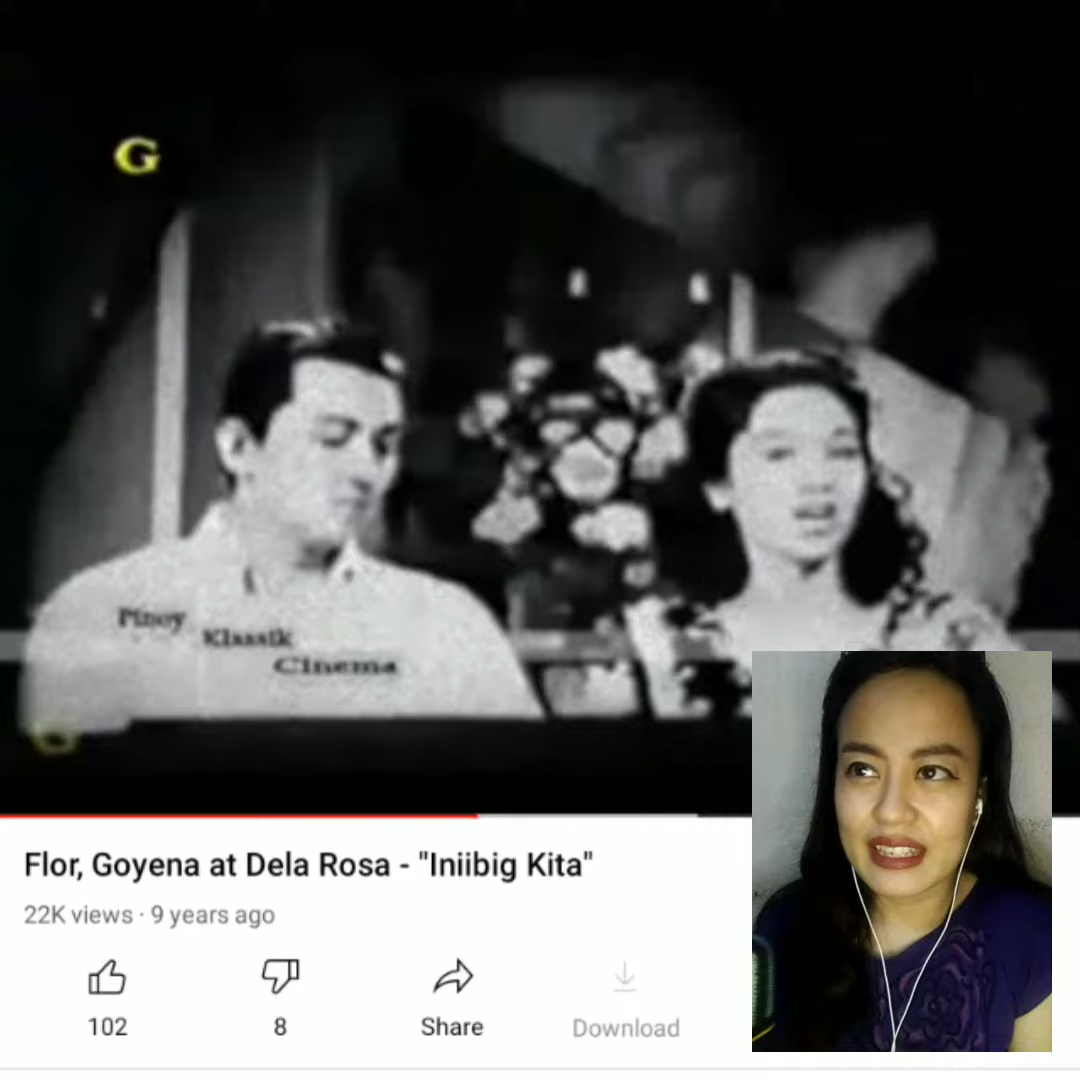 G
Pinoy
Klassik
Cinema
Flor, Goyena at Dela Rosa - "Iniibig Kita"
22K views · 9 years ago
102
8
Share
Download